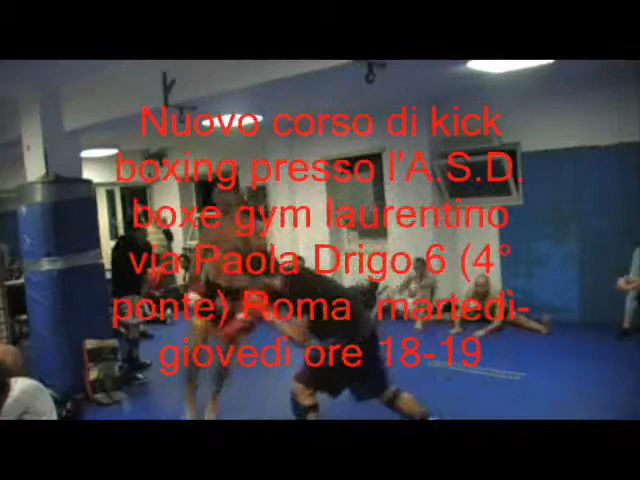 Nuovo corso di kick
boxing presso l'A.S.D.
boxe gym laurentino
via Paola Drigo 6 (4°
ponte) Roma martedì-
giovedì ore 18-19